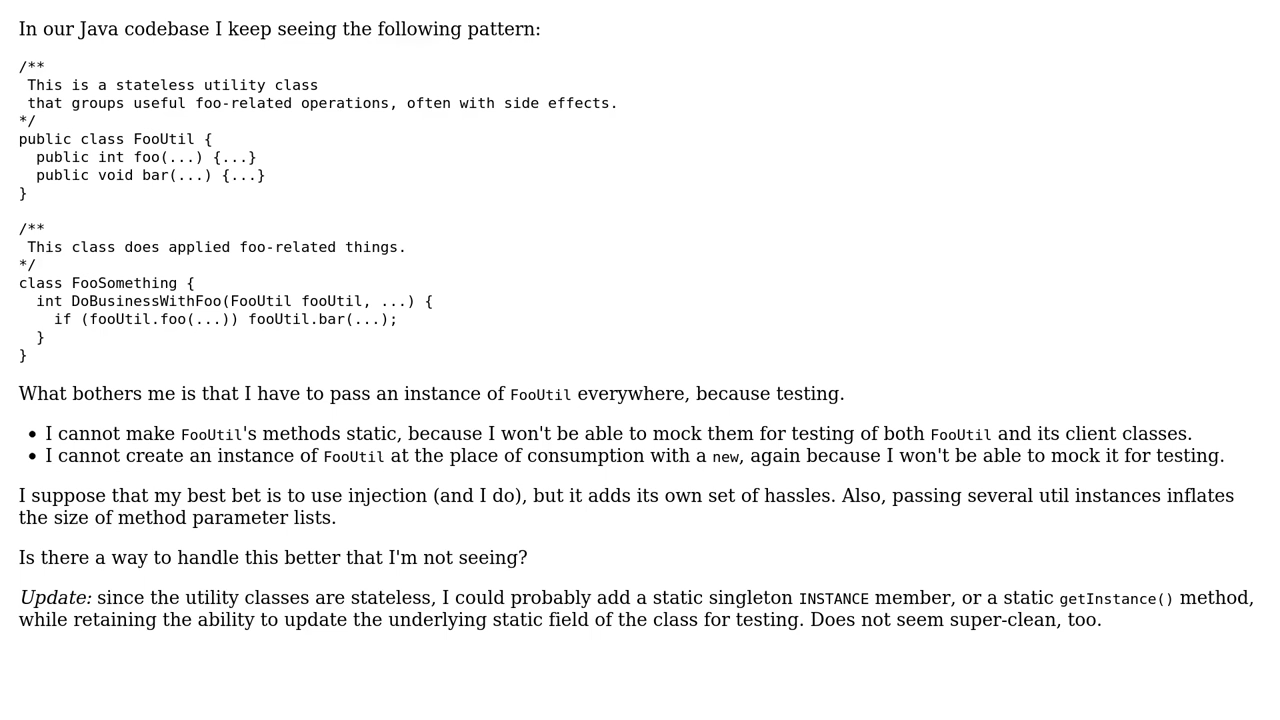 In our Java codebase I keep seeing the following pattern:
/**
 This is a stateless utility class
 that groups useful foo-related operations, often with side effects.
*/
public class FooUtil {
  public int foo(...) {...}
  public void bar(...) {...}
}
/**
 This class does applied foo-related things.
*/
class FooSomething {
  int DoBusinessWithFoo(FooUtil fooUtil, ...) {
    if (fooUtil.foo(...)) fooUtil.bar(...);
  }
}
What bothers me is that I have to pass an instance of FooUtil everywhere, because testing.
• I cannot make FooUtil's methods static, because I won't be able to mock them for testing of both FooUtil and its client classes.
• I cannot create an instance of FooUtil at the place of consumption with a new, again because I won't be able to mock it for testing.
I suppose that my best bet is to use injection (and I do), but it adds its own set of hassles. Also, passing several util instances inflates
the size of method parameter lists.
Is there a way to handle this better that I'm not seeing?
Update: since the utility classes are stateless, I could probably add a static singleton INSTANCE member, or a static getInstance() method,
while retaining the ability to update the underlying static field of the class for testing. Does not seem super-clean, too.